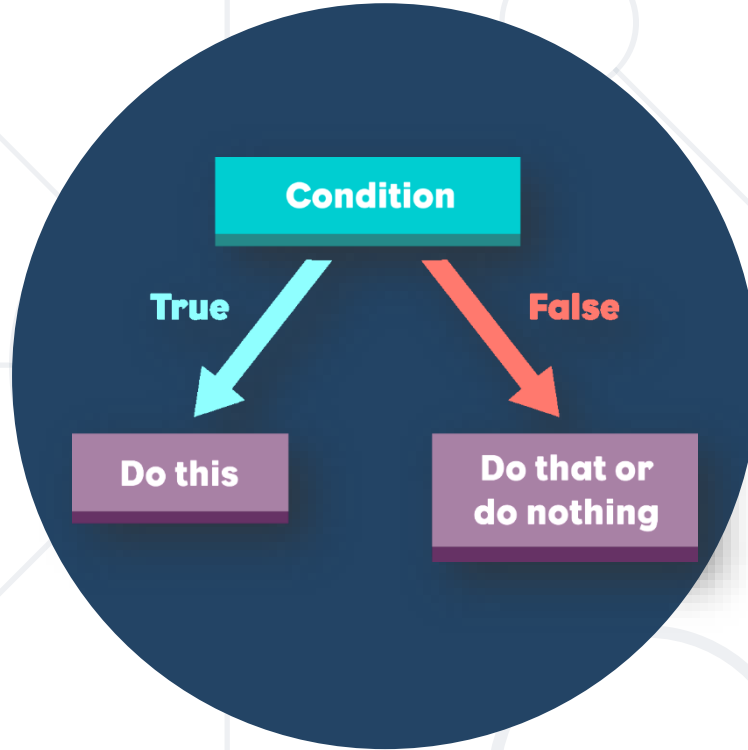 Condition
True
False
Do this
Do that or
do nothing